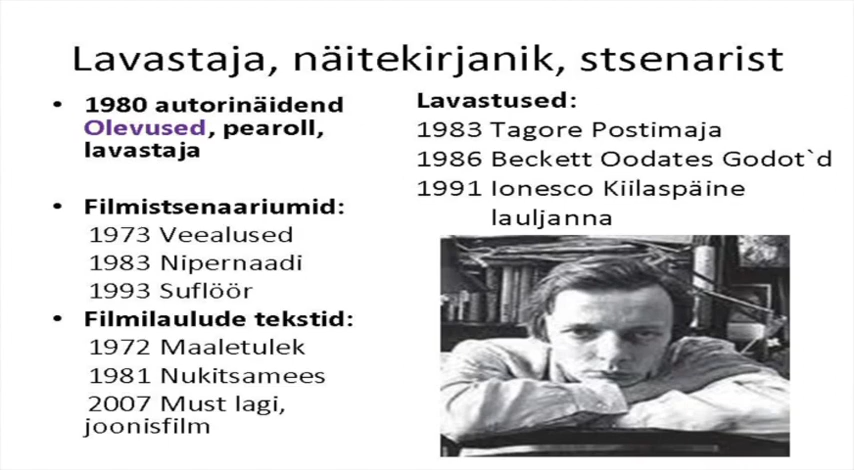 Lavastaja, näitekirjanik, stsenarist
• 1980 autorinäidend
Olevused, pearoll,
lavastaja
• Filmistsenaariumid:
1973 Veealused
1983 Nipernaadi
1993 Suflöör
• Filmilaulude tekstid:
1972 Maaletulek
1981 Nukitsamees
2007 Must lagi,
joonisfilm
Lavastused:
1983 Tagore Postimaja
1986 Beckett Oodates Godot`d
1991 Ionesco Kiilaspäine
lauljanna